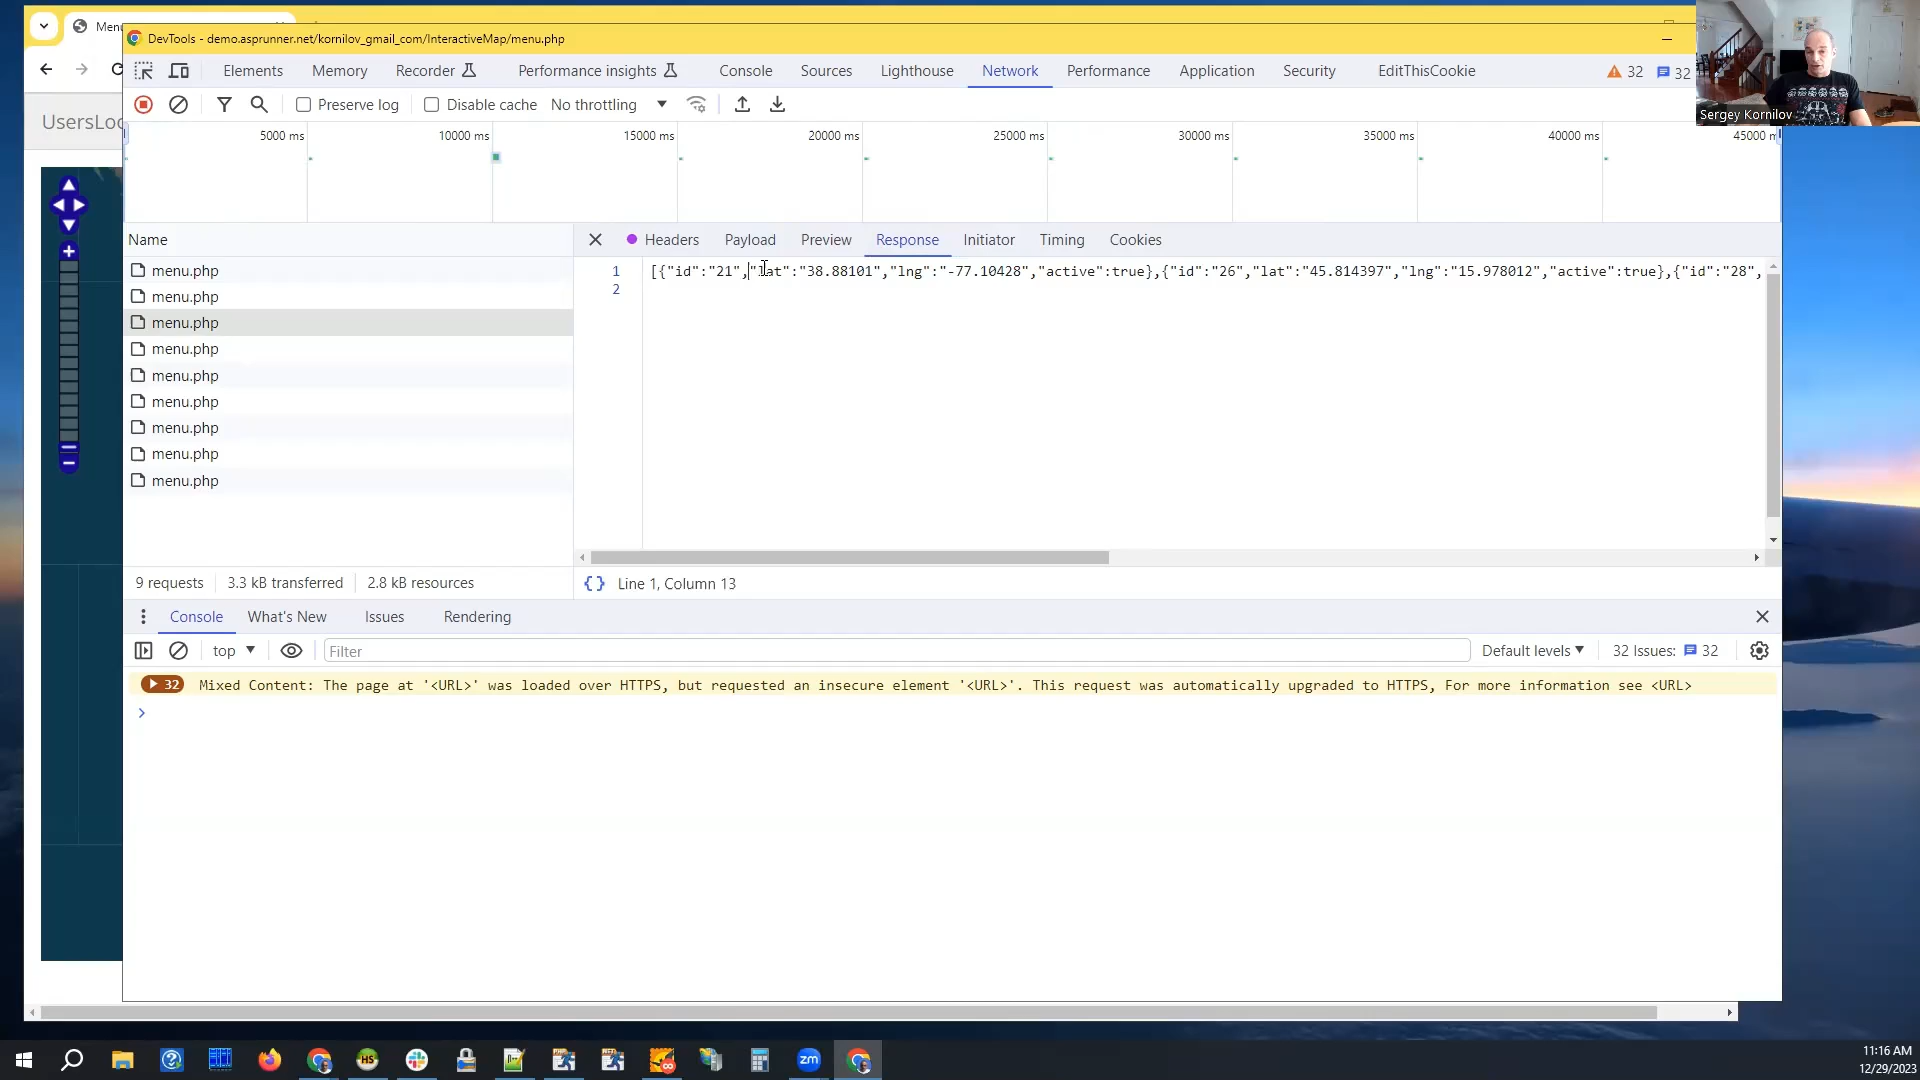 Menu
DevTools - demo.asprunner.net/kornilov_gmail_com/InteractiveMap/menu.php
Elements Memory Recorder Performance insights Console Sources Lighthouse Network Performance Application Security EditThisCookie 32 32
Preserve log Disable cache No throttling
Sergey Kornilov
UsersLoc
5000 ms 10000 ms 15000 ms 20000 ms 25000 ms 30000 ms 35000 ms 40000 ms 45000 m
Name
Headers Payload Preview Response Initiator Timing Cookies
menu.php
menu.php
menu.php
menu.php
menu.php
menu.php
menu.php
menu.php
menu.php
1 [{"id":"21","lat":"38.88101","lng":"-77.10428","active":true},{"id":"26","lat":"45.814397","lng":"15.978012","active":true},{"id":"28",
2
9 requests 3.3 kB transferred 2.8 kB resources
{} Line 1, Column 13
Console What's New Issues Rendering
top Filter Default levels 32 Issues: 32
32 Mixed Content: The page at '<URL>' was loaded over HTTPS, but requested an insecure element '<URL>'. This request was automatically upgraded to HTTPS, For more information see <URL>
>
HS
zm
11:16 AM
12/29/2023